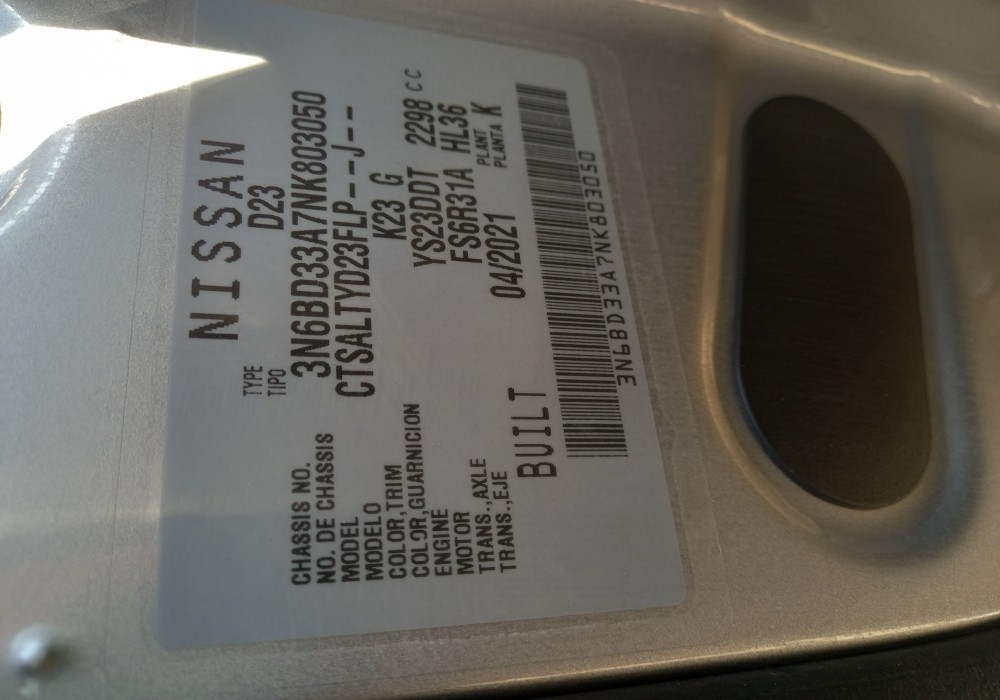 NISSAN
TYPE
TIPO D23
CHASSIS NO.
NO. DE CHASSIS 3N6BD33A7NK803050
MODEL
MODELO CTSALTYD23FLP--J--
COLOR,TRIM
COLOR,GUARNICION K23 G
ENGINE
MOTOR YS23DDT 2298 CC
TRANS.,AXLE
TRANS.,EJE FS6R31A HL36
BUILT 04/2021 PLANT
PLANTA K
3N6BD33A7NK803050